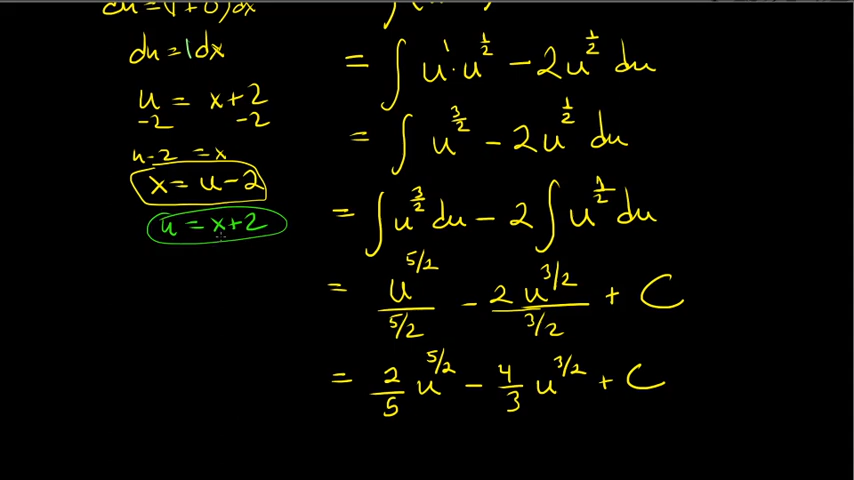 du = 1dx
u = x+2
-2 -2
u-2 = x
x = u-2
u = x+2
= ∫ u¹·u^{1/2} - 2u^{1/2} du
= ∫ u^{3/2} - 2u^{1/2} du
= ∫ u^{3/2} du - 2 ∫ u^{1/2} du
= u^{5/2}/(5/2) - 2u^{3/2}/(3/2) + C
= 2/5 u^{5/2} - 4/3 u^{3/2} + C